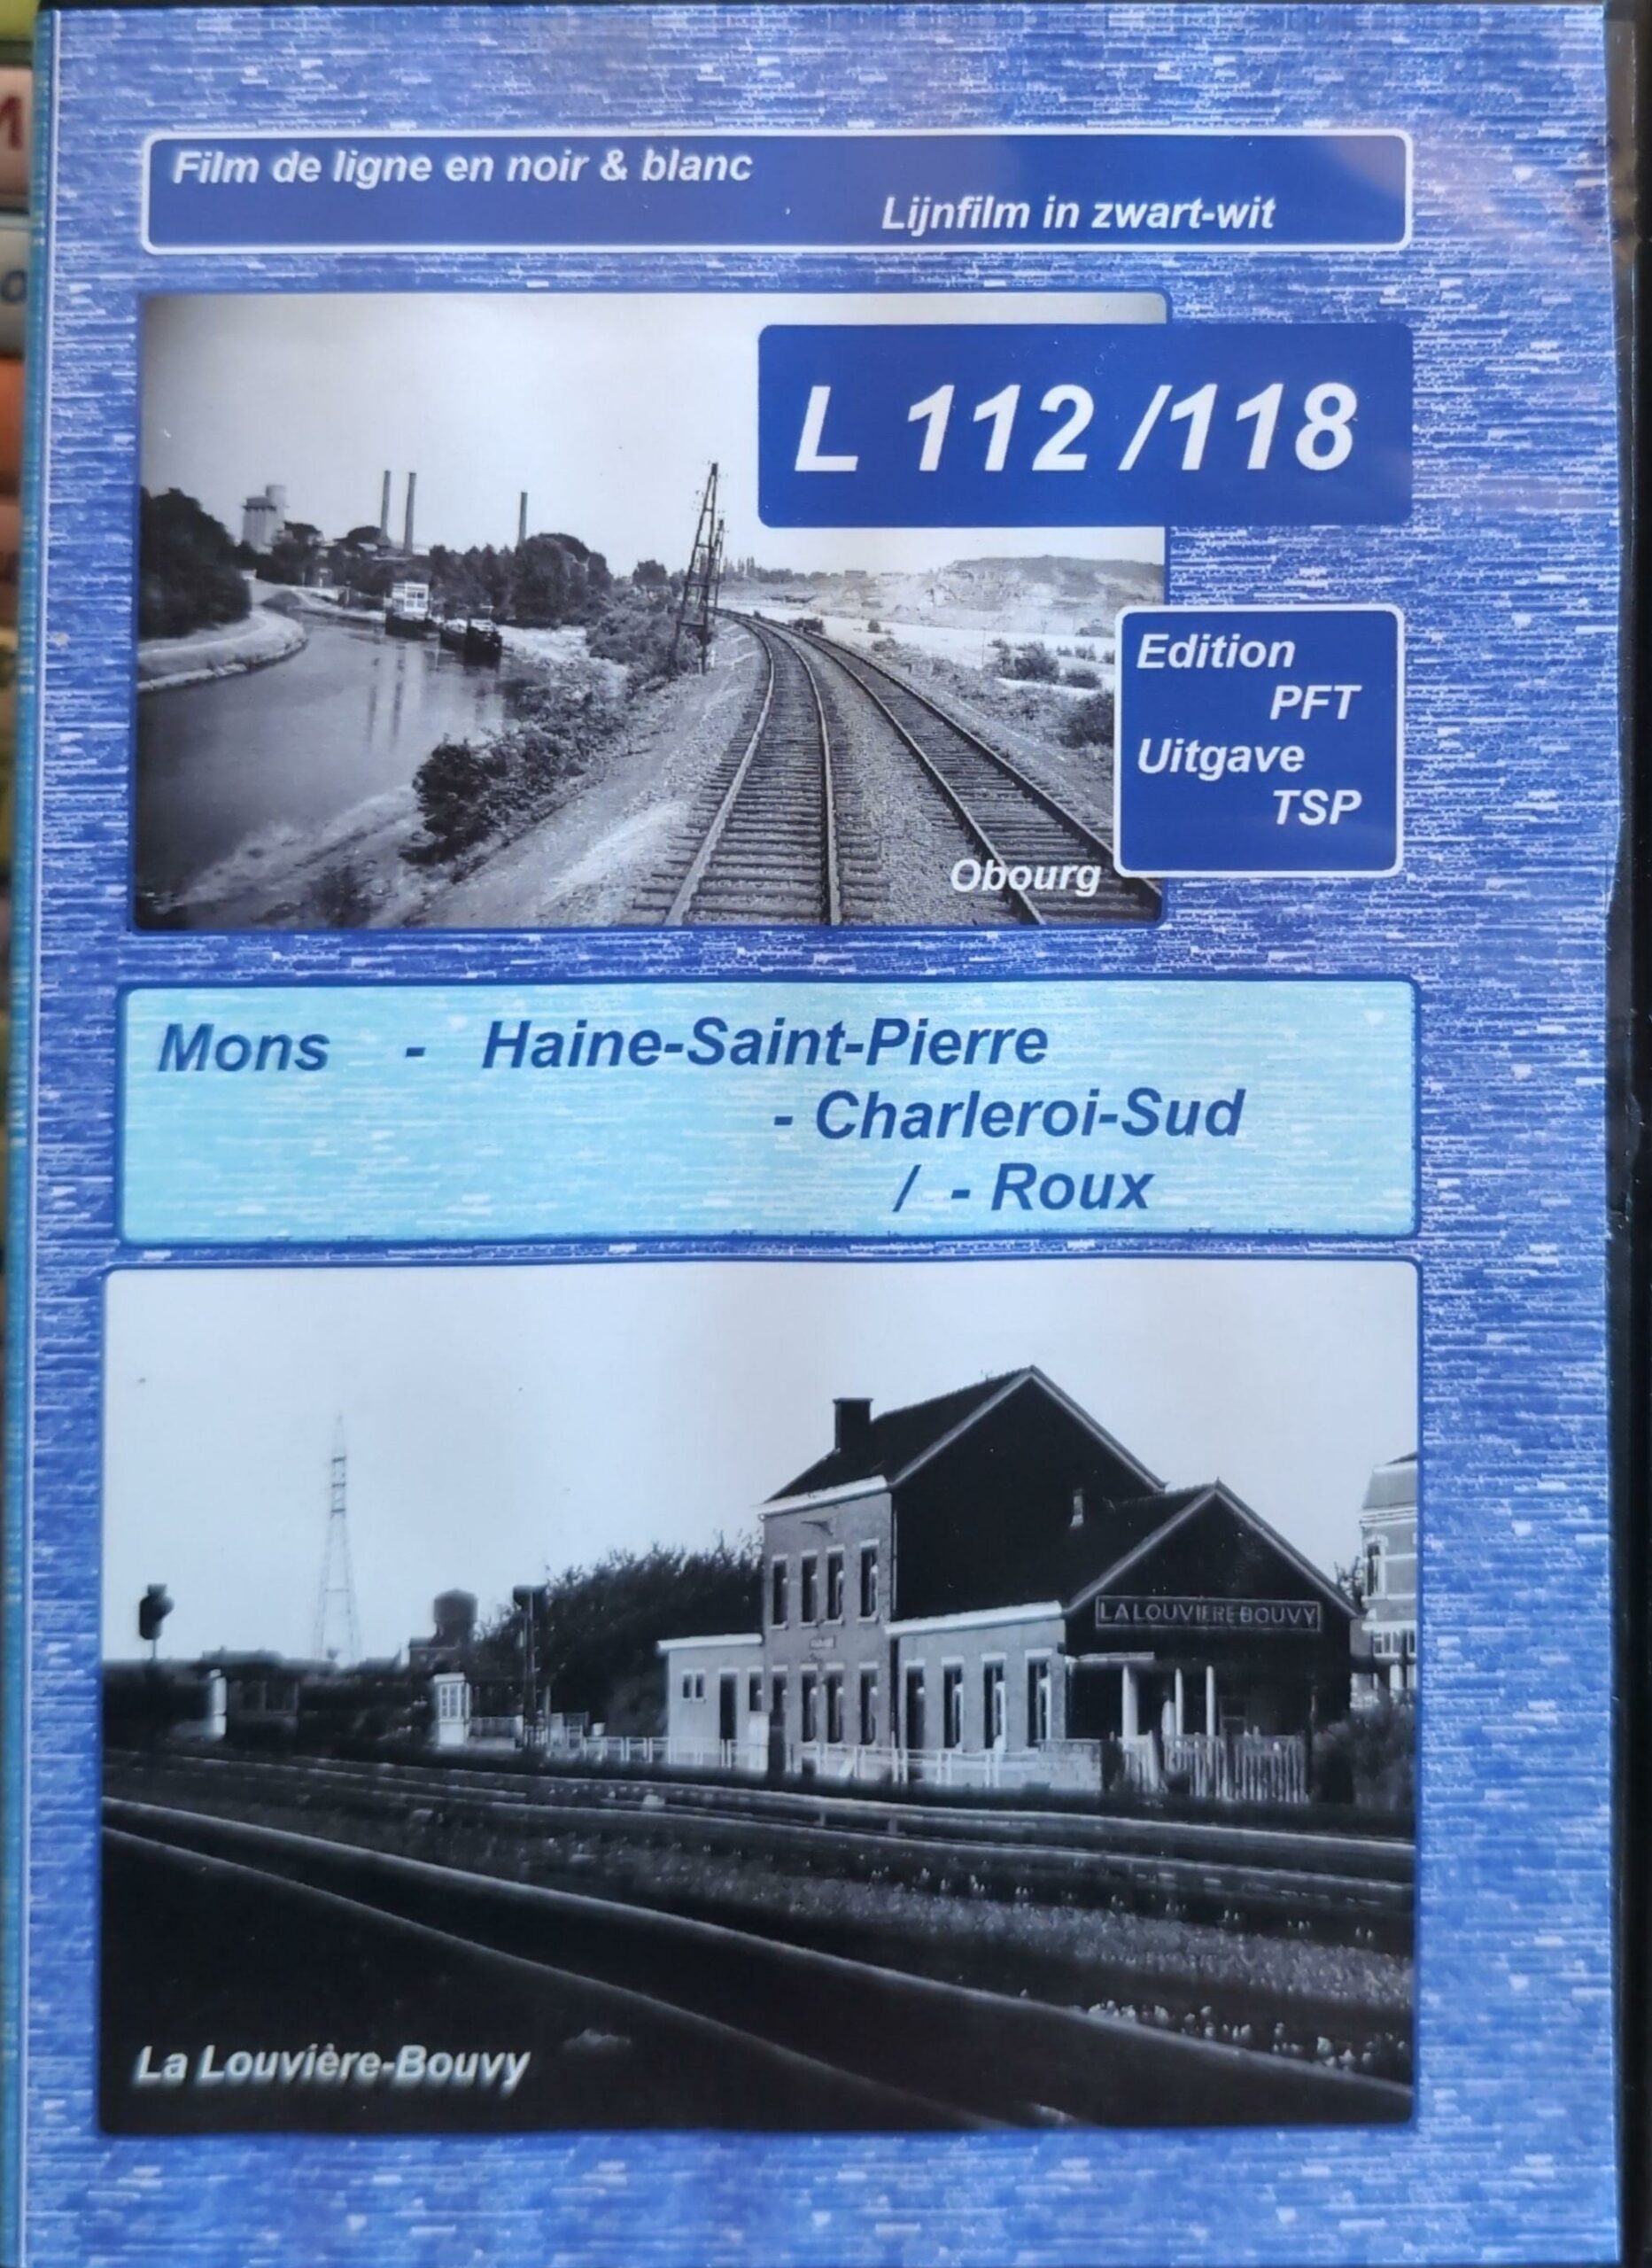 Film de ligne en noir & blanc
Lijnfilm in zwart-wit
L 112 /118
Edition
PFT
Uitgave
TSP
Obourg
Mons - Haine-Saint-Pierre
- Charleroi-Sud
/ - Roux
LA LOUVIERE BOUVY
La Louvière-Bouvy